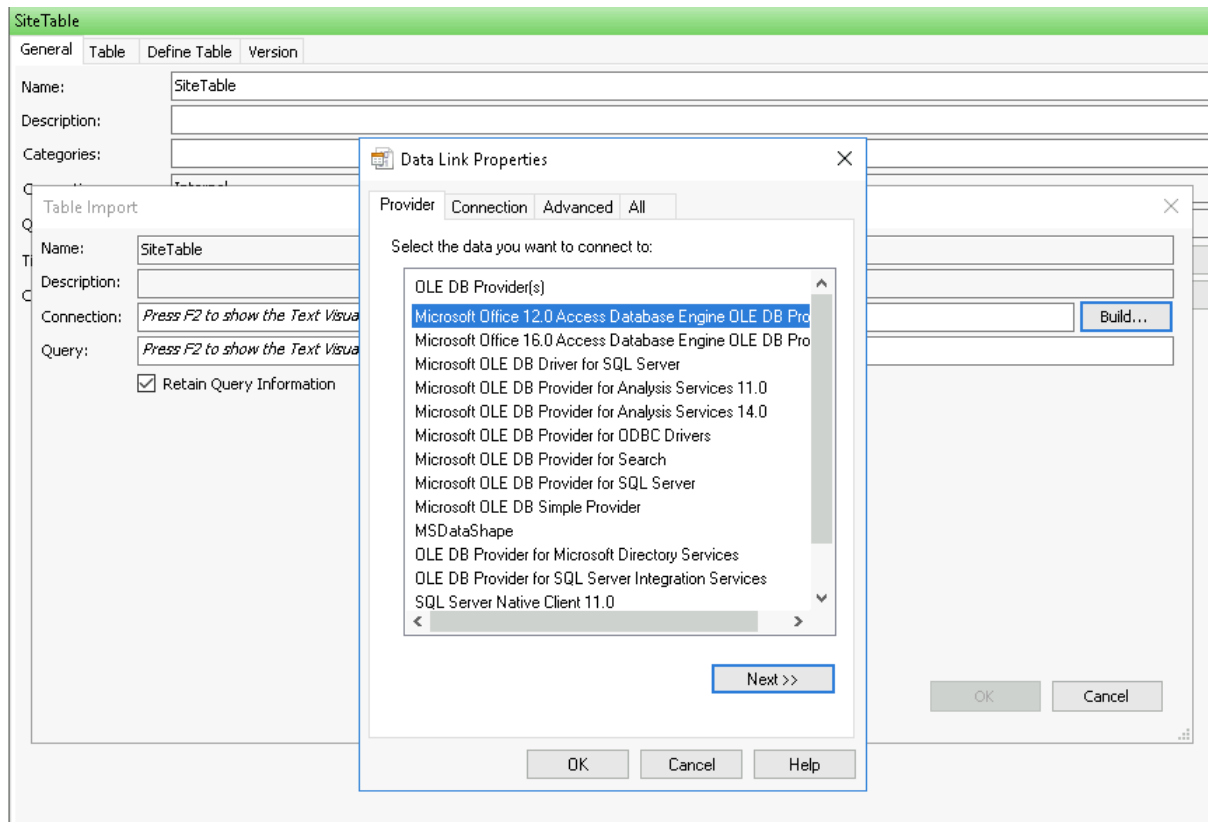 SiteTable
General Table Define Table Version
Name: SiteTable
Description:
Categories:
Table Import
Name: SiteTable
Description:
Connection: Press F2 to show the Text Visua
Build...
Query: Press F2 to show the Text Visua
Retain Query Information
OK Cancel
Data Link Properties
Provider Connection Advanced All
Select the data you want to connect to:
OLE DB Provider(s)
Microsoft Office 12.0 Access Database Engine OLE DB Pro
Microsoft Office 16.0 Access Database Engine OLE DB Pro
Microsoft OLE DB Driver for SQL Server
Microsoft OLE DB Provider for Analysis Services 11.0
Microsoft OLE DB Provider for Analysis Services 14.0
Microsoft OLE DB Provider for ODBC Drivers
Microsoft OLE DB Provider for Search
Microsoft OLE DB Provider for SQL Server
Microsoft OLE DB Simple Provider
MSDataShape
OLE DB Provider for Microsoft Directory Services
OLE DB Provider for SQL Server Integration Services
SQL Server Native Client 11.0
Next >>
OK Cancel Help